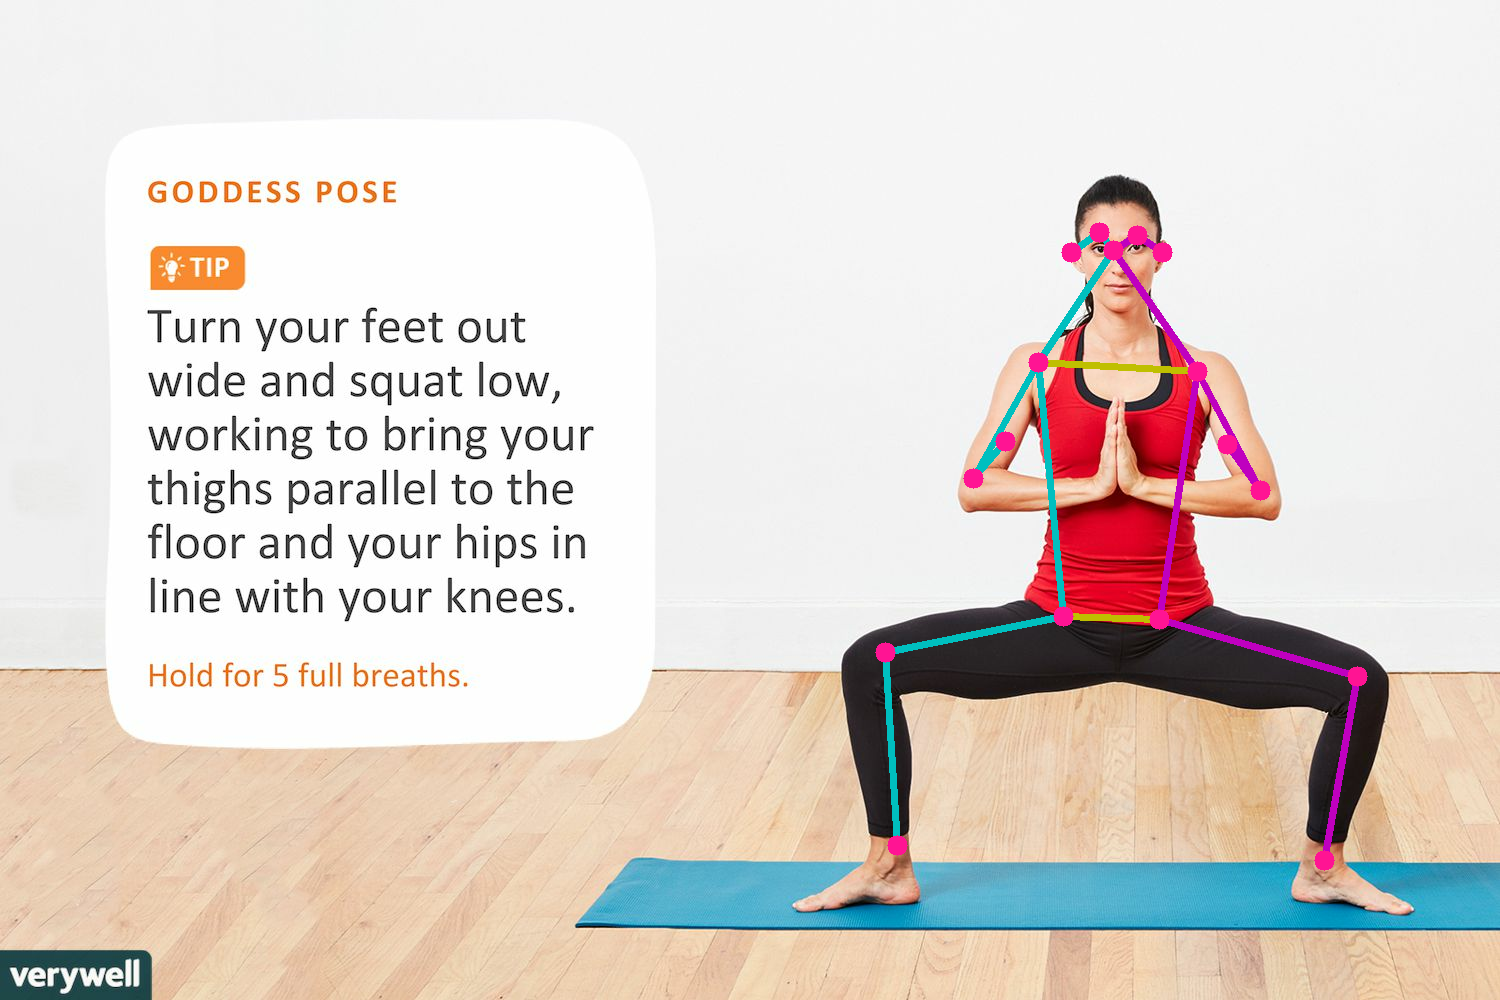 GODDESS POSE
TIP
Turn your feet out
wide and squat low,
working to bring your
thighs parallel to the
floor and your hips in
line with your knees.
Hold for 5 full breaths.
verywell